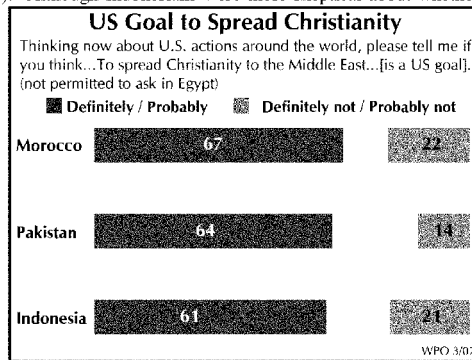 US Goal to Spread Christianity
Thinking now about U.S. actions around the world, please tell me if
you think...To spread Christianity to the Middle East...[is a US goal].
(not permitted to ask in Egypt)
Definitely / Probably Definitely not / Probably not
Morocco 67 22
Pakistan 64 14
Indonesia 61 21
WPO 3/07